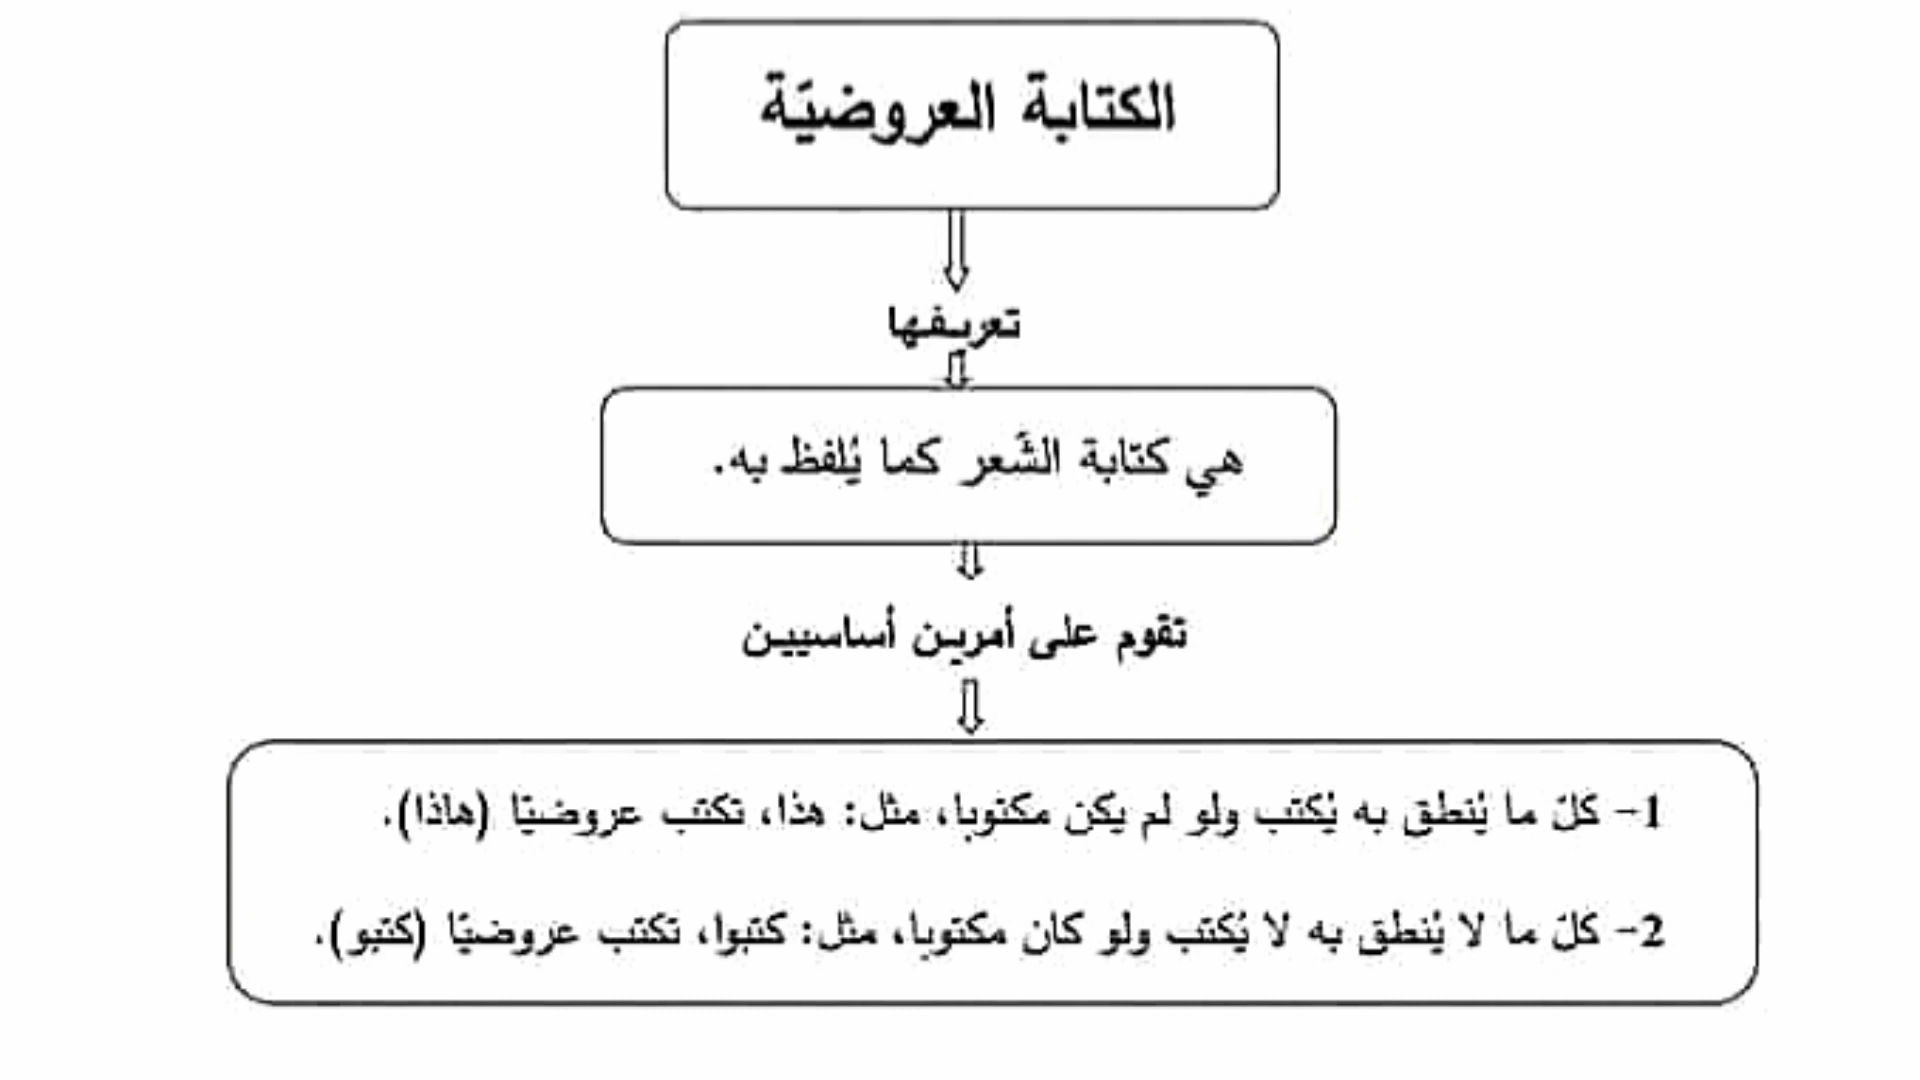 الكتابة العروضيّة
تعريفها
هي كتابة الشّعر كما يُلفظ به.
تقوم على أمرين أساسيين
1- كلّ ما يُنطق به يُكتب ولو لم يكن مكتوبا، مثل: هذا، تكتب عروضيّا (هاذا).
2- كلّ ما لا يُنطق به لا يُكتب ولو كان مكتوبا، مثل: كتبوا، تكتب عروضيّا (كتبو).